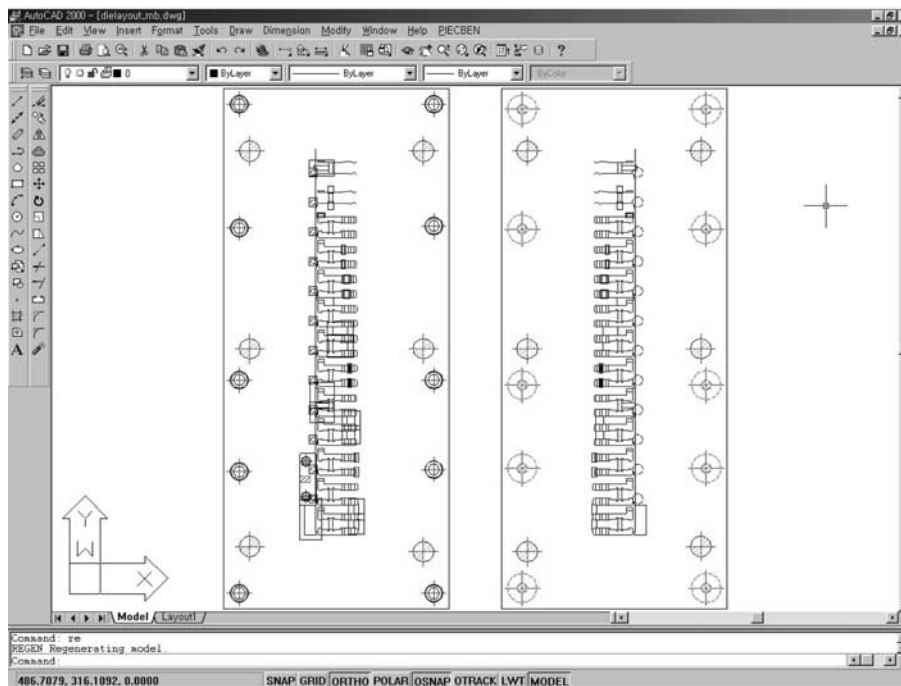 AutoCAD 2000 - [dielayout_mb.dwg]
File Edit View Insert Format Tools Draw Dimension Modify Window Help PIECBEN
0 ByLayer ByLayer ByLayer ByColor
A
Y
W
X
Model Layout1
Command: re
REGEN Regenerating model.
Command:
486.7079, 316.1092, 0.0000 SNAP GRID ORTHO POLAR OSNAP OTRACK LWT MODEL